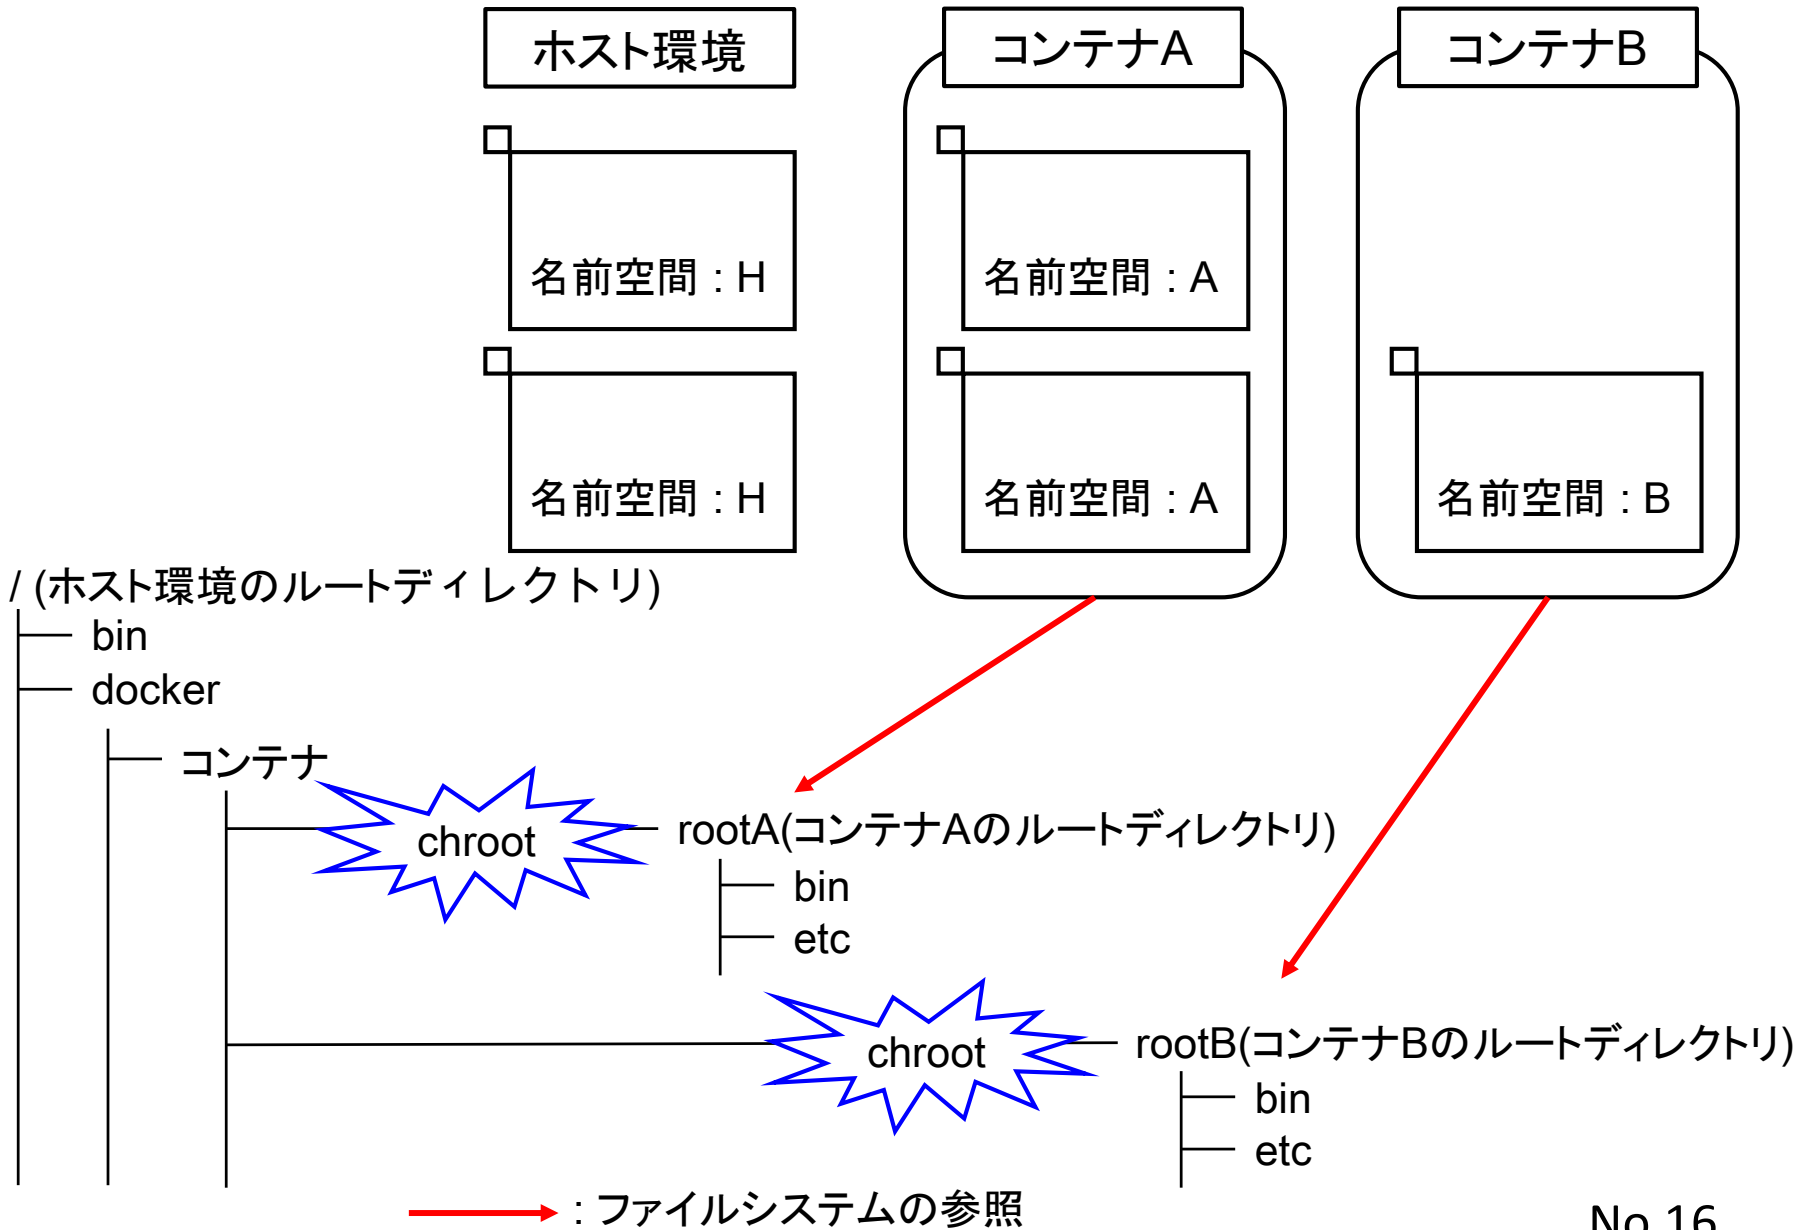 ホスト環境
コンテナA
コンテナB
名前空間 : H
名前空間 : A
名前空間 : H
名前空間 : A
名前空間 : B
/ (ホスト環境のルートディレクトリ)
bin
docker
コンテナ
chroot
rootA(コンテナAのルートディレクトリ)
bin
etc
chroot
rootB(コンテナBのルートディレクトリ)
bin
etc
: ファイルシステムの参照
No.16